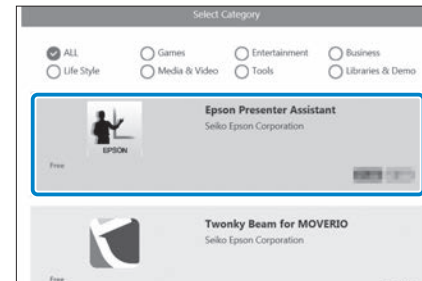 Select Category
ALL
Games
Entertainment
Business
Life Style
Media & Video
Tools
Libraries & Demo
Epson Presenter Assistant
Seiko Epson Corporation
EPSON
Free
Twonky Beam for MOVERIO
Seiko Epson Corporation
Free